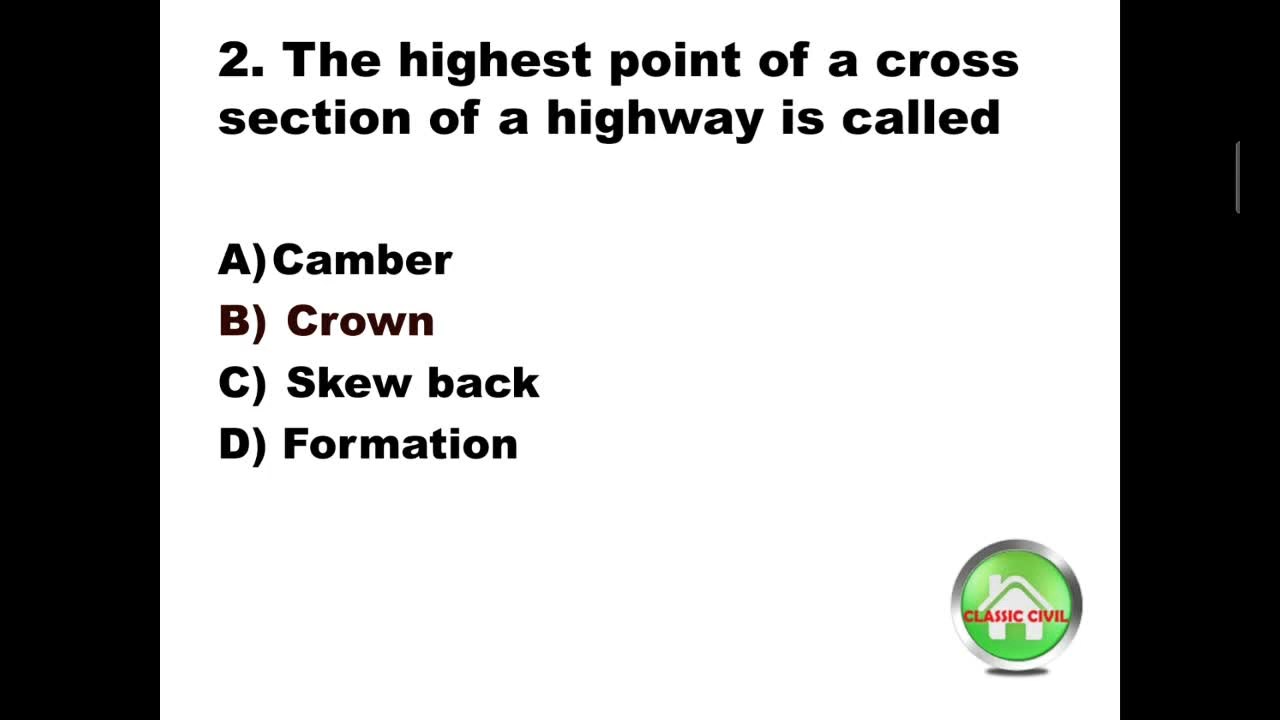 2. The highest point of a cross
section of a highway is called
A) Camber
B) Crown
C) Skew back
D) Formation
CLASSIC CIVIL